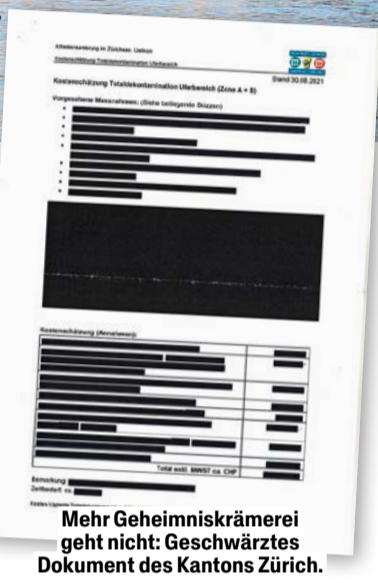 Altlastensanierung im Zürichsee, Uetikon
Kostenschätzung Totaldekontamination Uferbereich
Stand 30.08.2021
Kostenschätzung Totaldekontamination Uferbereich (Zone A + B)
Vorgesehene Massnahmen: (Siehe beiliegende Skizzen)
Kostenschätzung (Annahmen):
Total exkl. MWST ca. CHF
Bemerkung:
Zeitbedarf: ca.
Mehr Geheimniskrämerei
geht nicht: Geschwärztes
Dokument des Kantons Zürich.